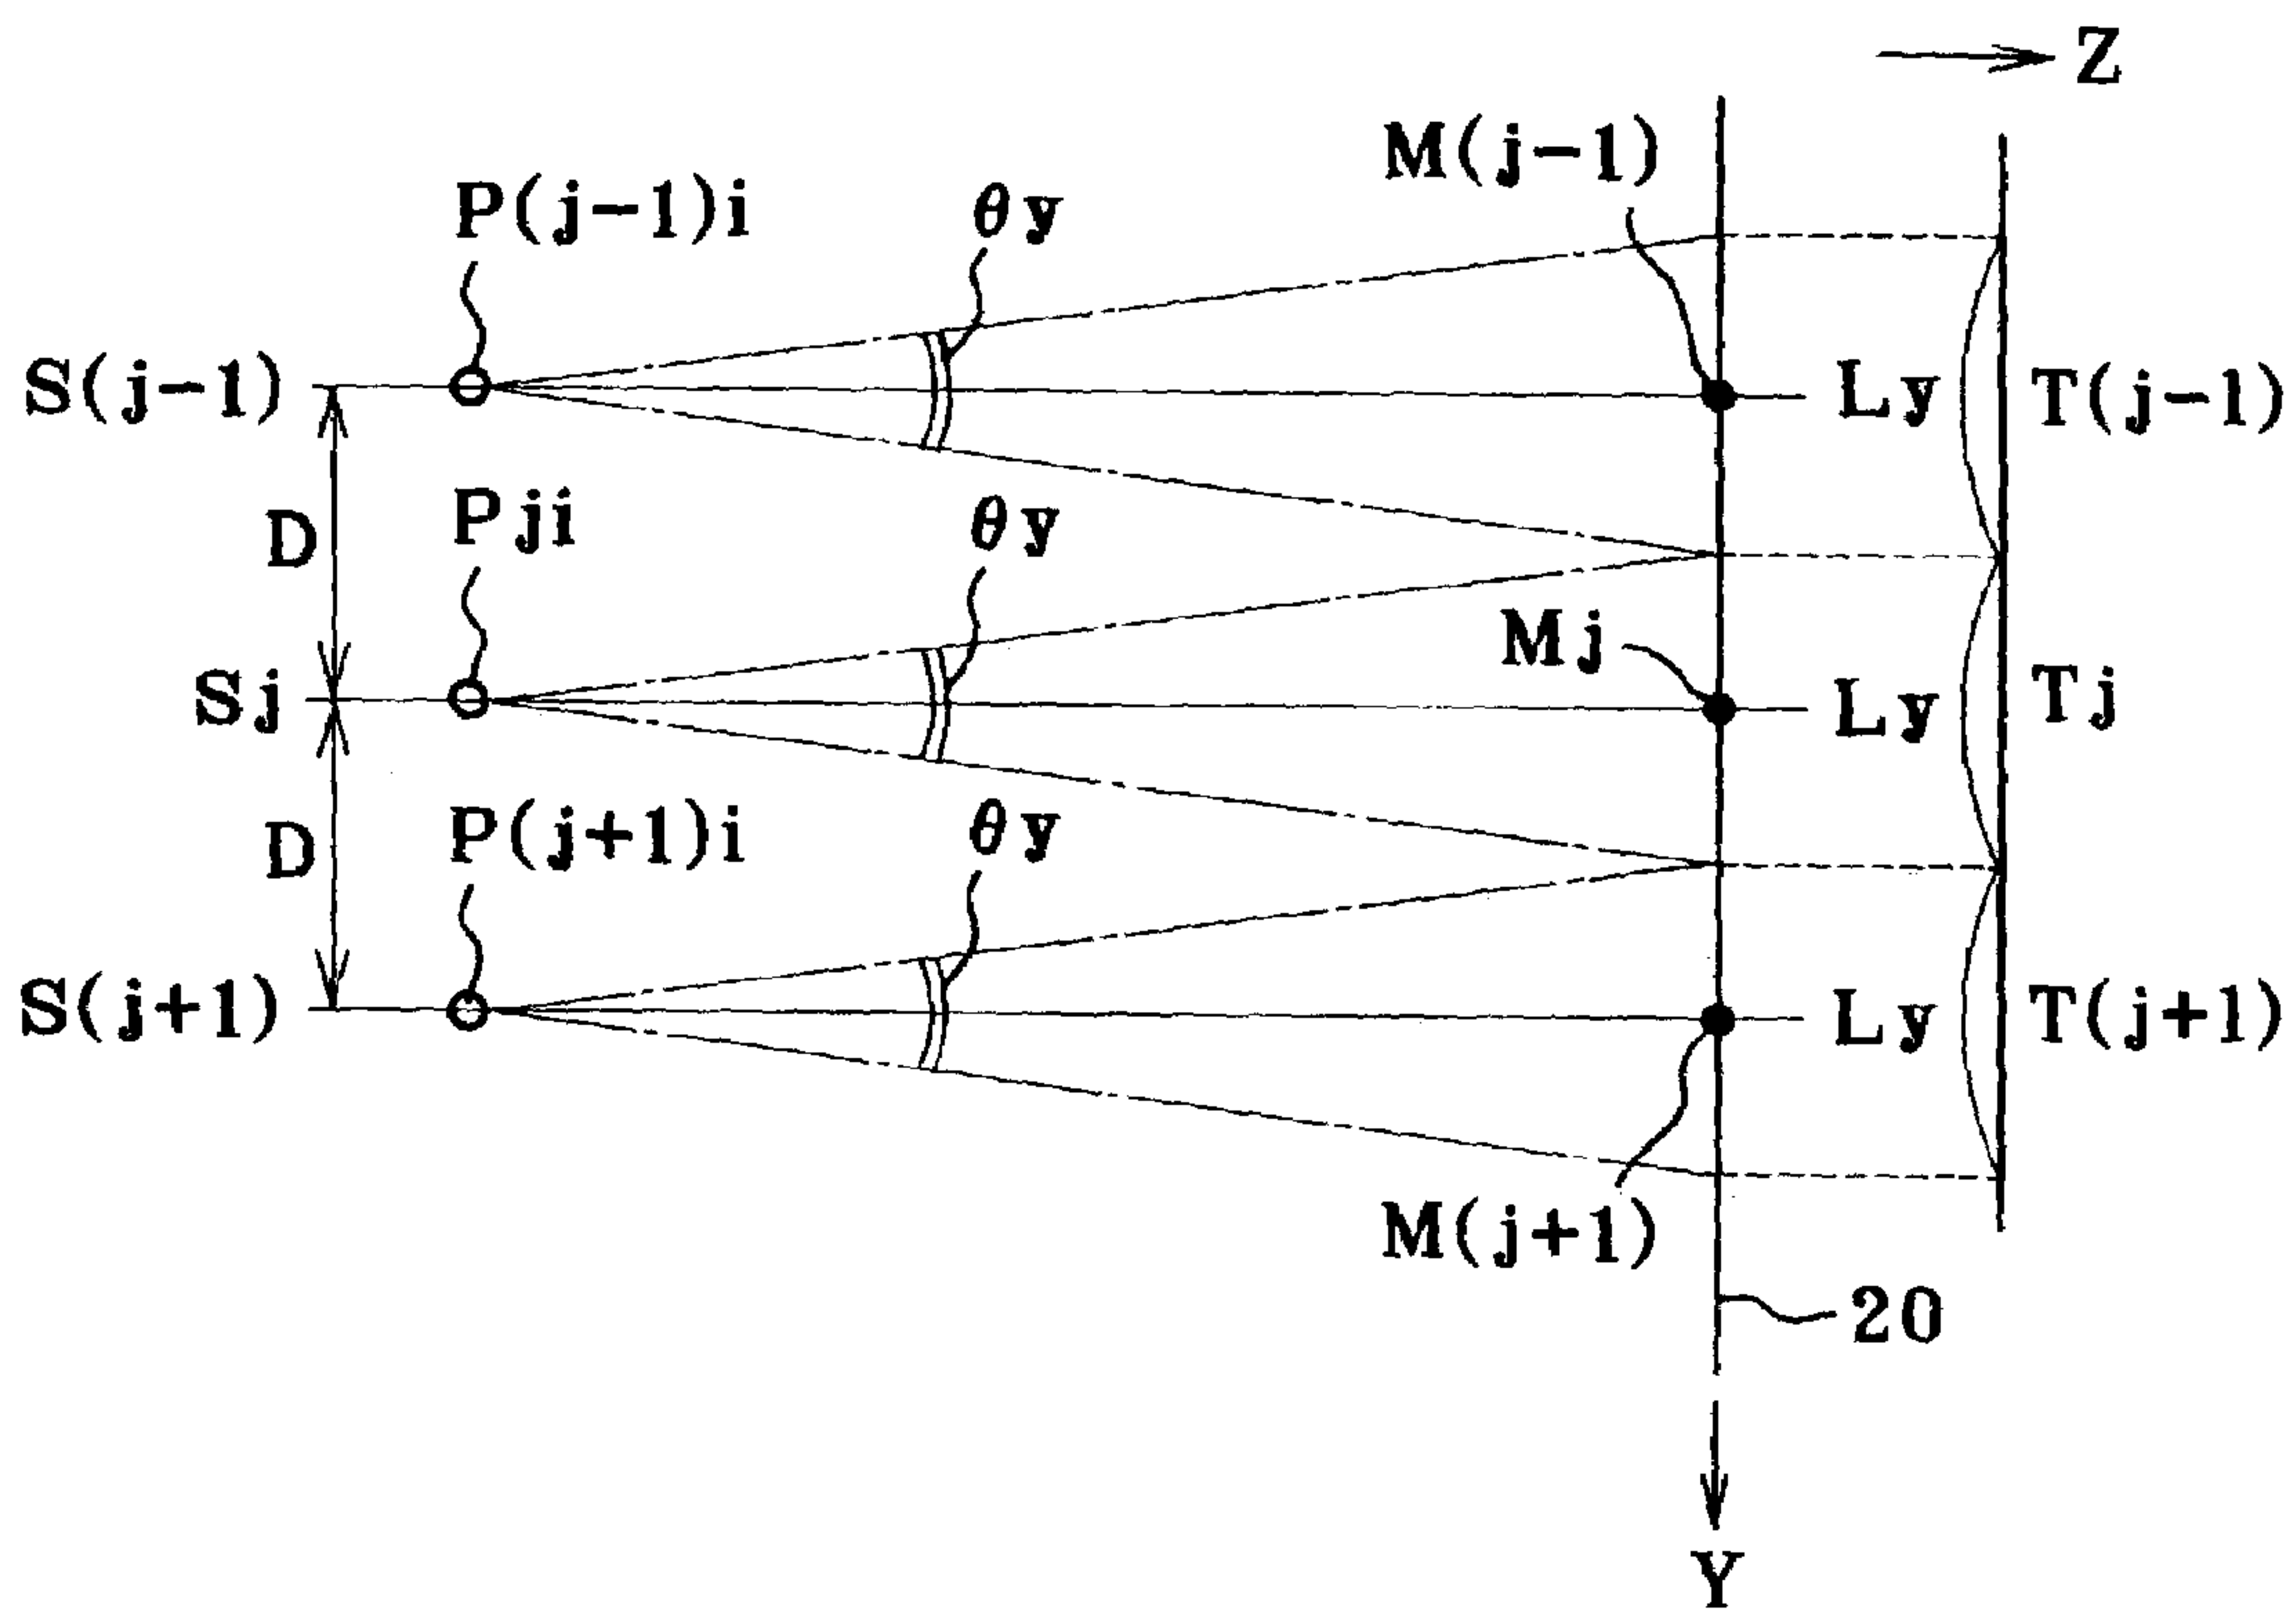 Z
M(j-1)
P(j-1)i
θy
S(j-1)
Ly
T(j-1)
Pji
θy
D
Mj
Sj
Ly
Tj
P(j+1)i
θy
D
S(j+1)
Ly
T(j+1)
M(j+1)
20
Y